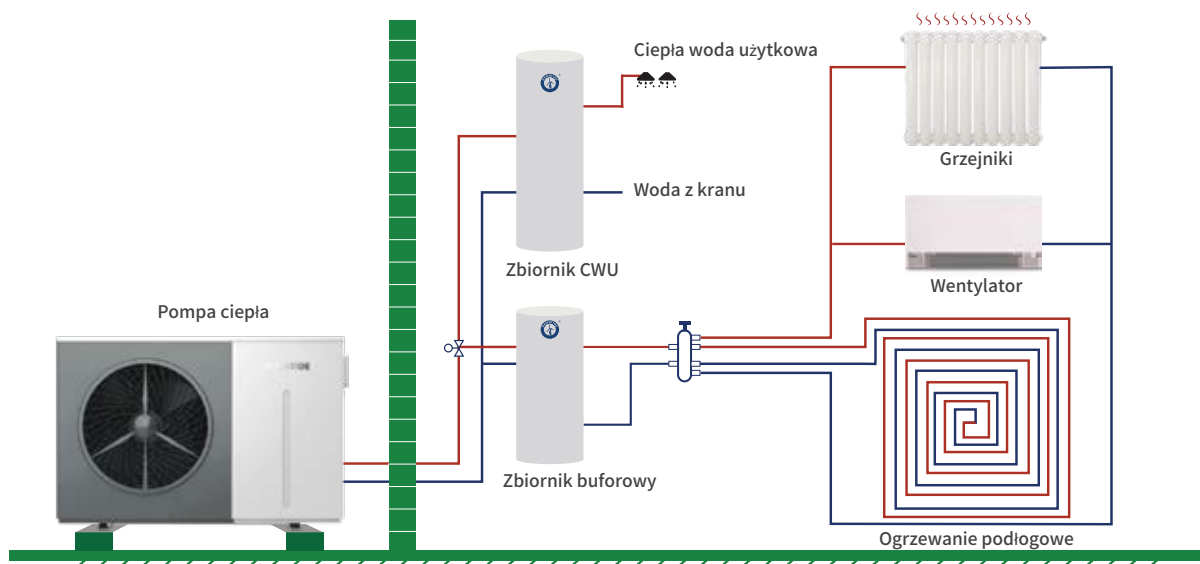 Ciepła woda użytkowa
Grzejniki
Woda z kranu
Zbiornik CWU
Wentylator
Pompa ciepła
Zbiornik buforowy
Ogrzewanie podłogowe